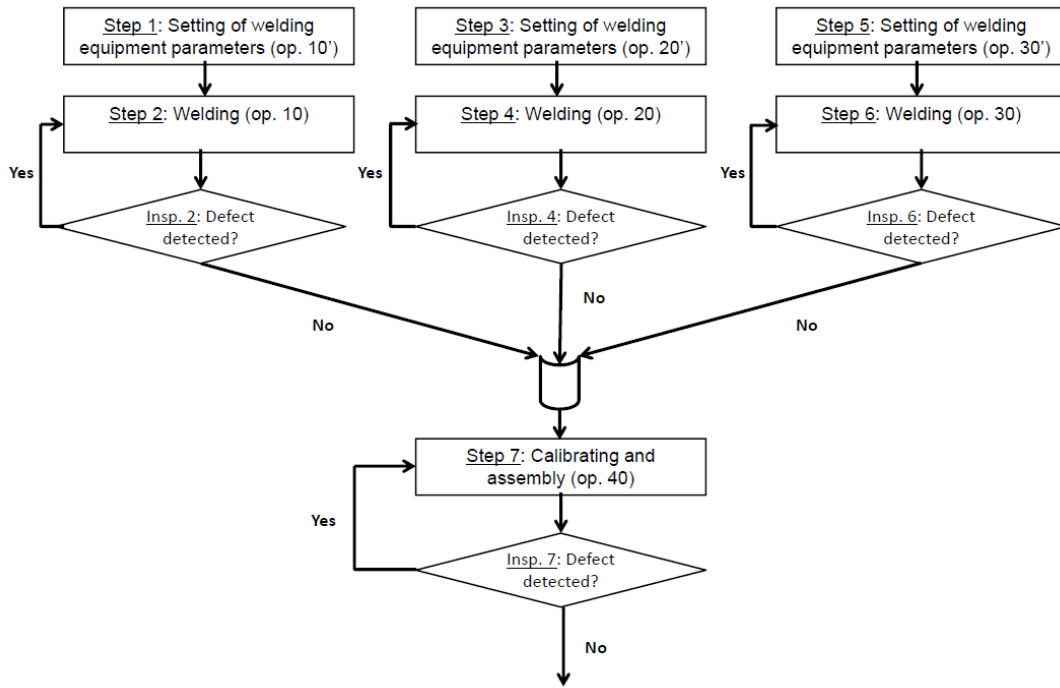 Step 1: Setting of welding
equipment parameters (op. 10’)
Step 3: Setting of welding
equipment parameters (op. 20’)
Step 5: Setting of welding
equipment parameters (op. 30’)
Step 2: Welding (op. 10)
Step 4: Welding (op. 20)
Step 6: Welding (op. 30)
Yes
Yes
Yes
Insp. 2: Defect
detected?
Insp. 4: Defect
detected?
Insp. 6: Defect
detected?
No
No
No
Step 7: Calibrating and
assembly (op. 40)
Yes
Insp. 7: Defect
detected?
No